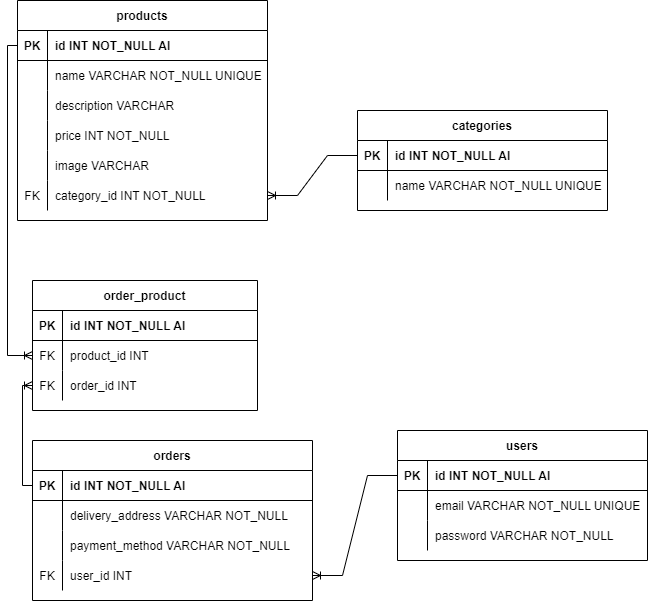 products
PK id INT NOT_NULL AI
name VARCHAR NOT_NULL UNIQUE
description VARCHAR
price INT NOT_NULL
image VARCHAR
FK category_id INT NOT_NULL
categories
PK id INT NOT_NULL AI
name VARCHAR NOT_NULL UNIQUE
order_product
PK id INT NOT_NULL AI
FK product_id INT
FK order_id INT
orders
PK id INT NOT_NULL AI
delivery_address VARCHAR NOT_NULL
payment_method VARCHAR NOT_NULL
FK user_id INT
users
PK id INT NOT_NULL AI
email VARCHAR NOT_NULL UNIQUE
password VARCHAR NOT_NULL